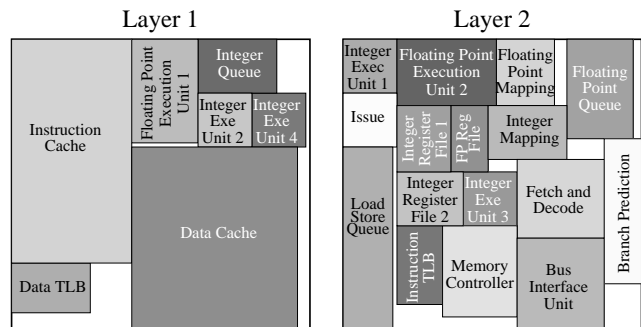 Layer 1
Layer 2
Instruction
Cache
Floating Point
Execution
Unit 1
Integer
Queue
Integer
Exe
Unit 2
Integer
Exe
Unit 4
Data Cache
Data TLB
Integer
Exec
Unit 1
Floating Point
Execution
Unit 2
Floating
Point
Mapping
Floating
Point
Queue
Issue
Integer
Register
File 1
FP Reg
File
Integer
Mapping
Load
Store
Queue
Integer
Register
File 2
Integer
Exe
Unit 3
Fetch and
Decode
Branch Prediction
Instruction
TLB
Memory
Controller
Bus
Interface
Unit